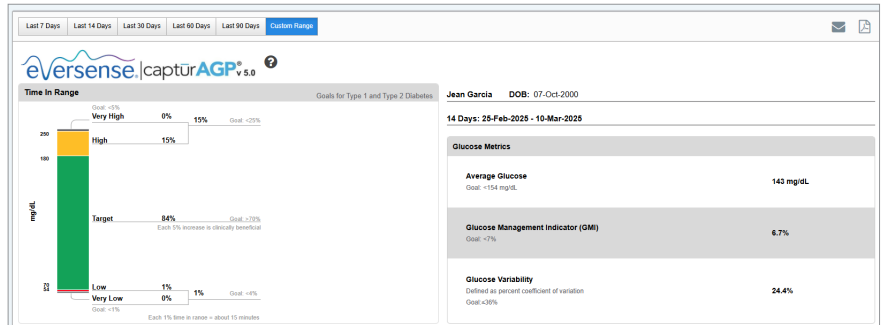 Last 7 Days Last 14 Days Last 30 Days Last 60 Days Last 90 Days Custom Range
eversense. | captūrAGP® v 5.0 ?
Time In Range Goals for Type 1 and Type 2 Diabetes
Goal: <5%
Very High 0%
15% Goal: <25%
250
High 15%
180
mg/dL
Target 84% Goal: >70%
Each 5% increase is clinically beneficial
70
Low 1%
54
1% Goal: <4%
Very Low 0%
Goal: <1%
Each 1% time in range = about 15 minutes
Jean Garcia DOB: 07-Oct-2000
14 Days: 25-Feb-2025 - 10-Mar-2025
Glucose Metrics
Average Glucose
Goal: <154 mg/dL
143 mg/dL
Glucose Management Indicator (GMI)
Goal: <7%
6.7%
Glucose Variability
Defined as percent coefficient of variation
Goal:≤36%
24.4%